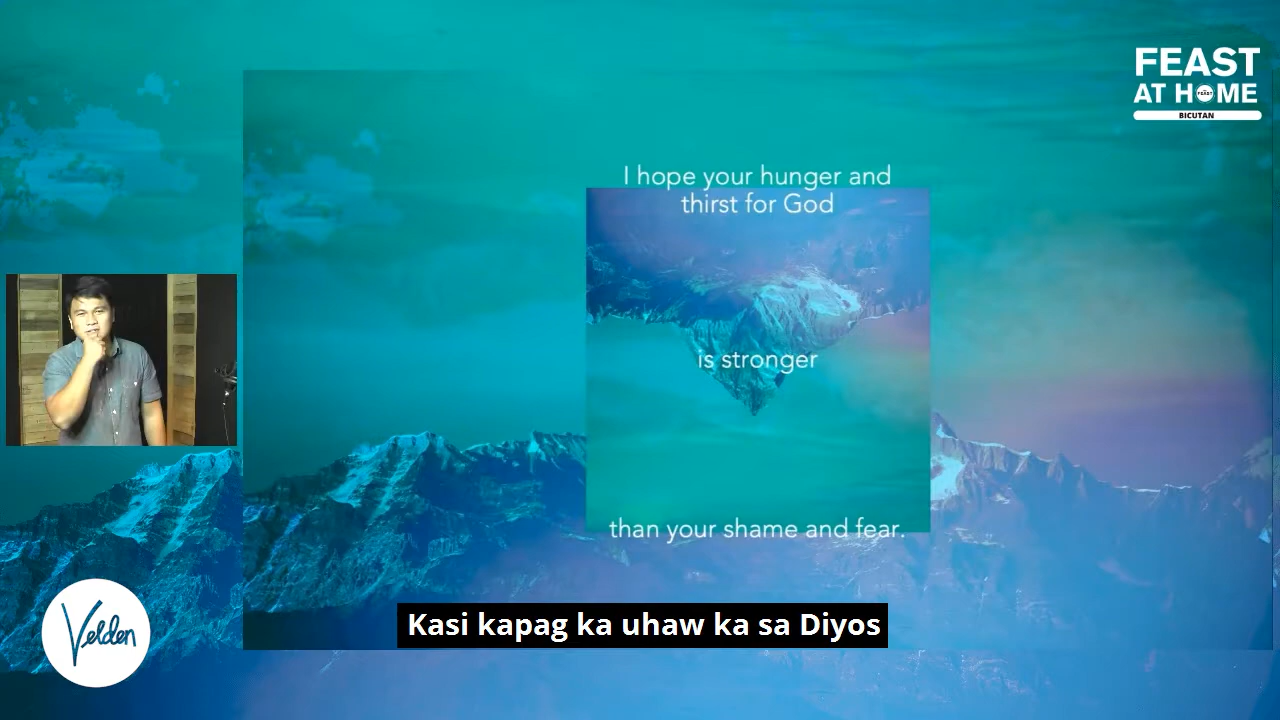 FEAST
AT HOME
BICUTAN
I hope your hunger and
thirst for God
is stronger
than your shame and fear.
Velden
Kasi kapag ka uhaw ka sa Diyos